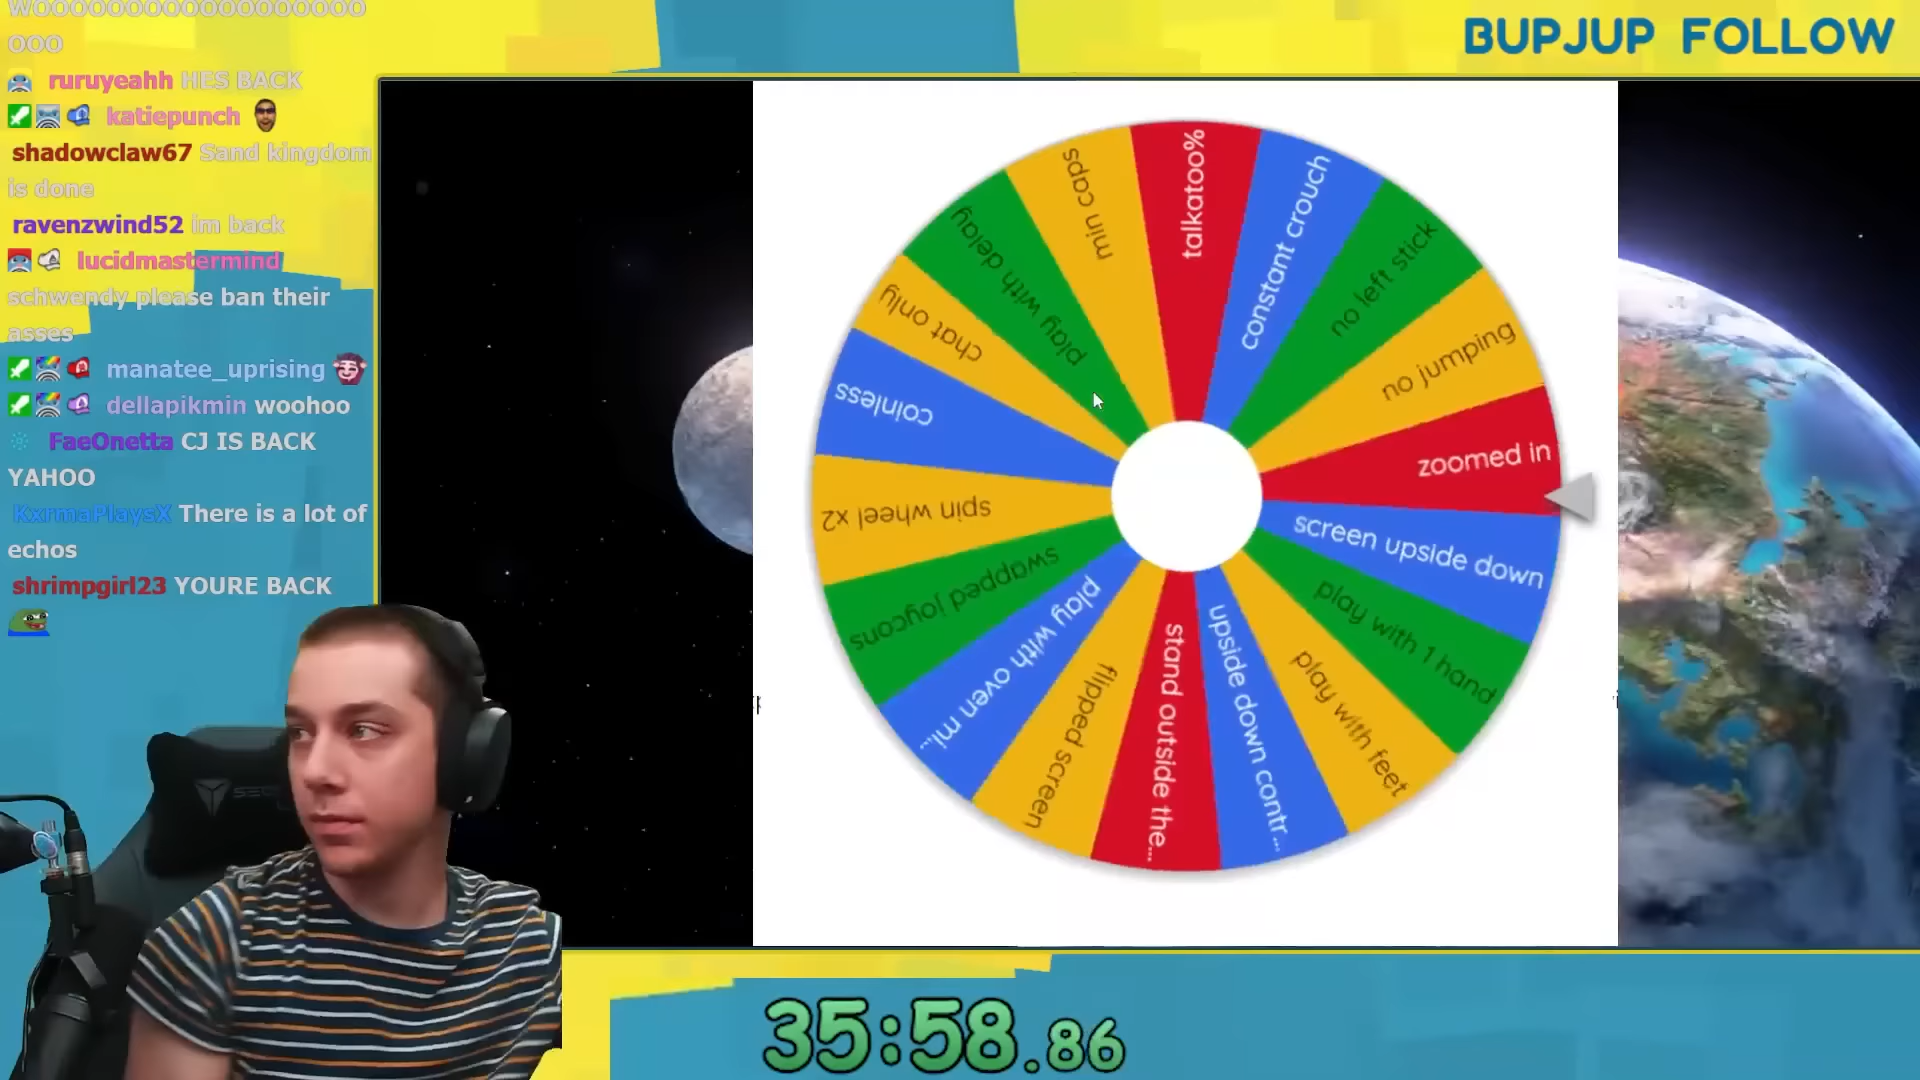 WOOOOOOOOOOOOOOOOOO
OOO
ruruyeahh HES BACK
katiepunch
shadowclaw67 Sand kingdom
is done
ravenzwind52 im back
lucidmastermind
schwendy please ban their
asses
manatee_uprising
dellapikmin woohoo
FaeOnetta CJ IS BACK
YAHOO
KxrmaPlaysX There is a lot of
echos
shrimpgirl23 YOURE BACK
BUPJUP FOLLOW
talkatoo%
constant crouch
no left stick
no jumping
zoomed in
screen upside down
play with 1 hand
play with feet
upside down contr...
stand outside the...
flipped screen
play with oven mi...
swapped joycons
spin wheel x2
coinless
chat only
play with delay
min caps
35:58.86